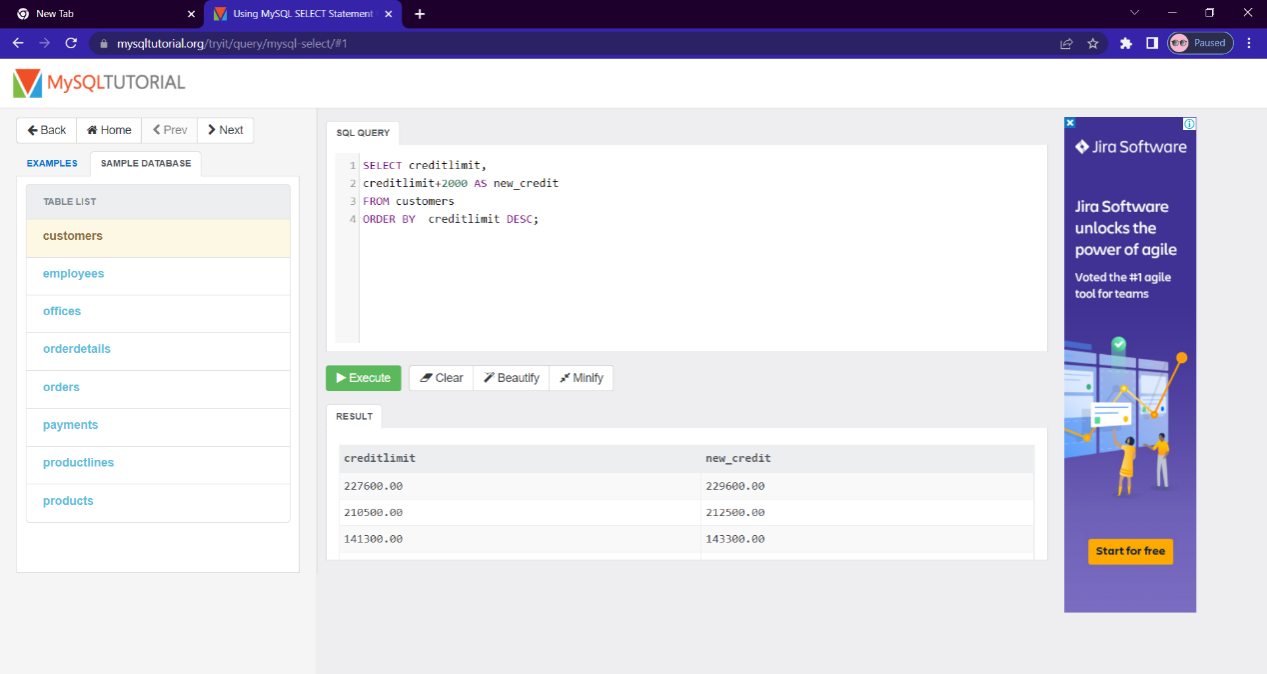 New Tab
Using MySQL SELECT Statement
mysqltutorial.org/tryit/query/mysql-select/#1
Paused
MySQLTUTORIAL
Back Home Prev Next
EXAMPLES SAMPLE DATABASE
TABLE LIST
customers
employees
offices
orderdetails
orders
payments
productlines
products
SQL QUERY
1 SELECT creditlimit,
2 creditlimit+2000 AS new_credit
3 FROM customers
4 ORDER BY  creditlimit DESC;
Execute Clear Beautify Minify
RESULT
creditlimit new_credit
227600.00 229600.00
210500.00 212500.00
141300.00 143300.00
Jira Software
Jira Software
unlocks the
power of agile
Voted the #1 agile
tool for teams
Start for free